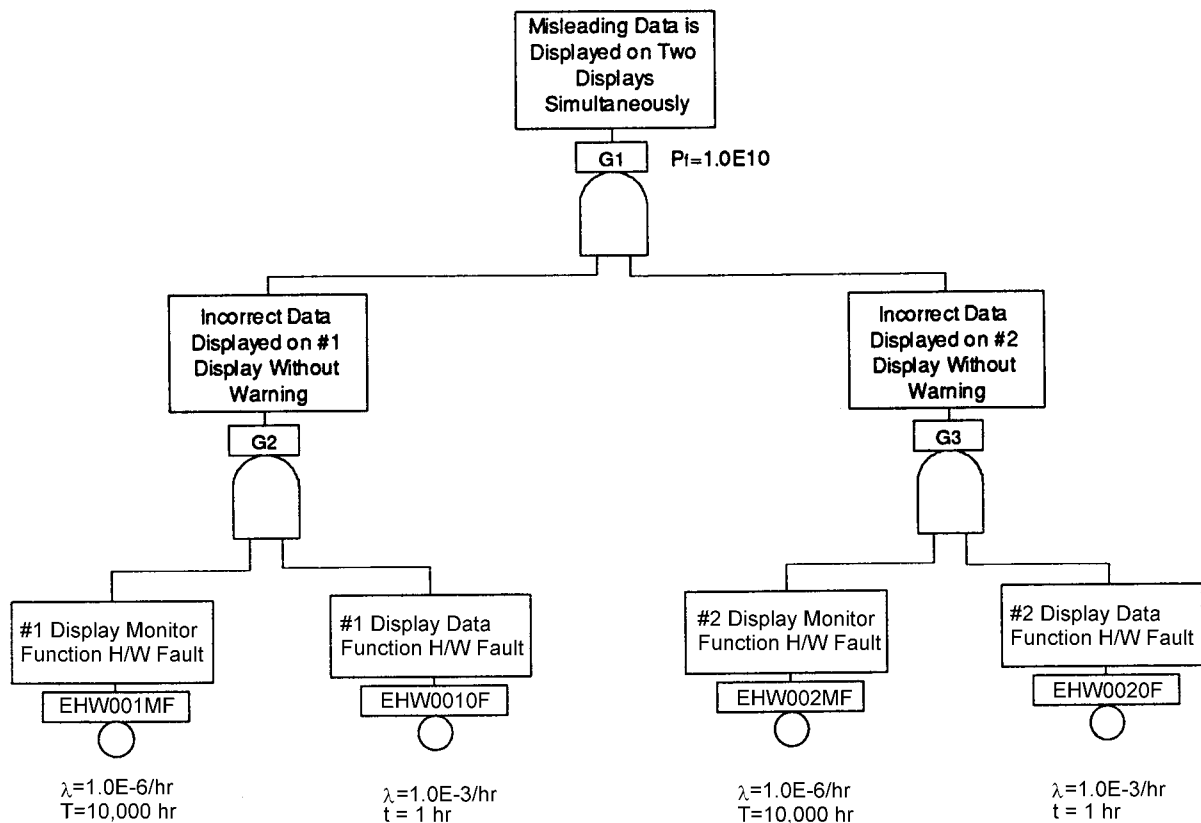 Misleading Data is
Displayed on Two
Displays
Simultaneously
G1
Pf=1.0E10
Incorrect Data
Displayed on #1
Display Without
Warning
G2
Incorrect Data
Displayed on #2
Display Without
Warning
G3
#1 Display Monitor
Function H/W Fault
EHW001MF
λ=1.0E-6/hr
T=10,000 hr
#1 Display Data
Function H/W Fault
EHW0010F
λ=1.0E-3/hr
t = 1 hr
#2 Display Monitor
Function H/W Fault
EHW002MF
λ=1.0E-6/hr
T=10,000 hr
#2 Display Data
Function H/W Fault
EHW0020F
λ=1.0E-3/hr
t = 1 hr